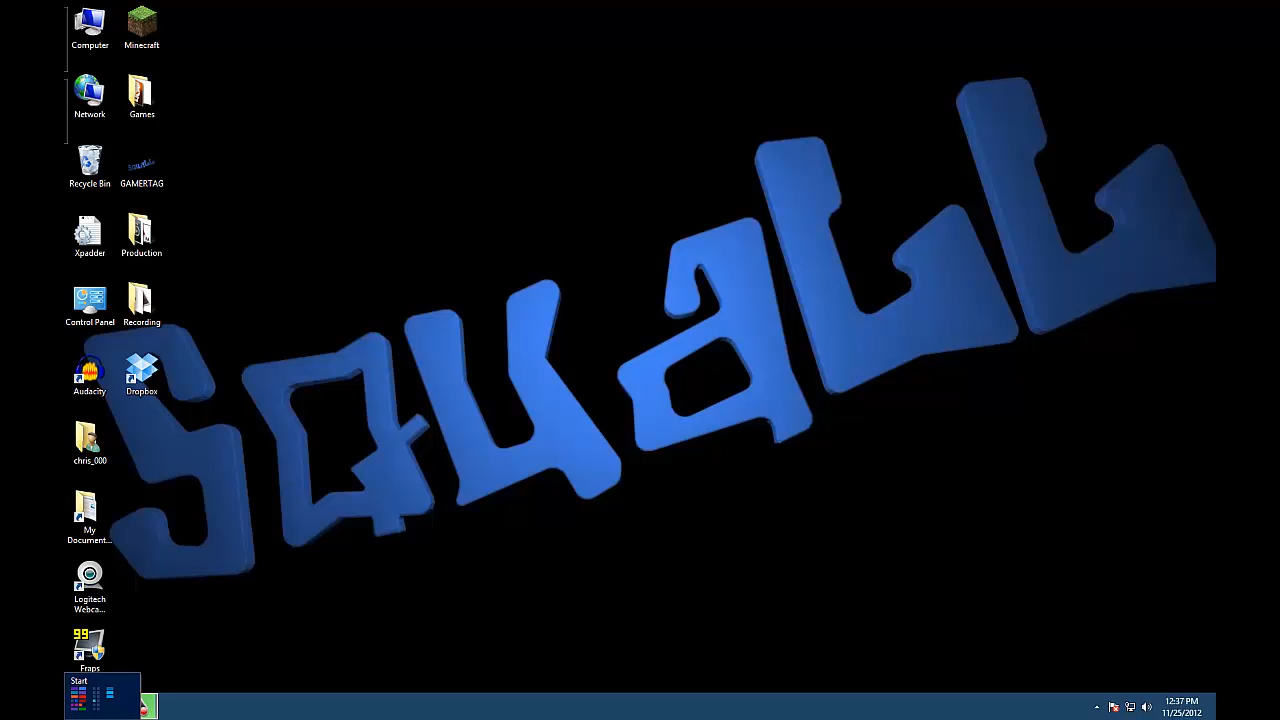 Computer
Minecraft
Network
Games
Recycle Bin
GAMERTAG
Xpadder
Production
Control Panel
Recording
Audacity
Dropbox
chris_000
My
Document...
Logitech
Webca...
99
Fraps
Squall
Start
12:37 PM
11/25/2012